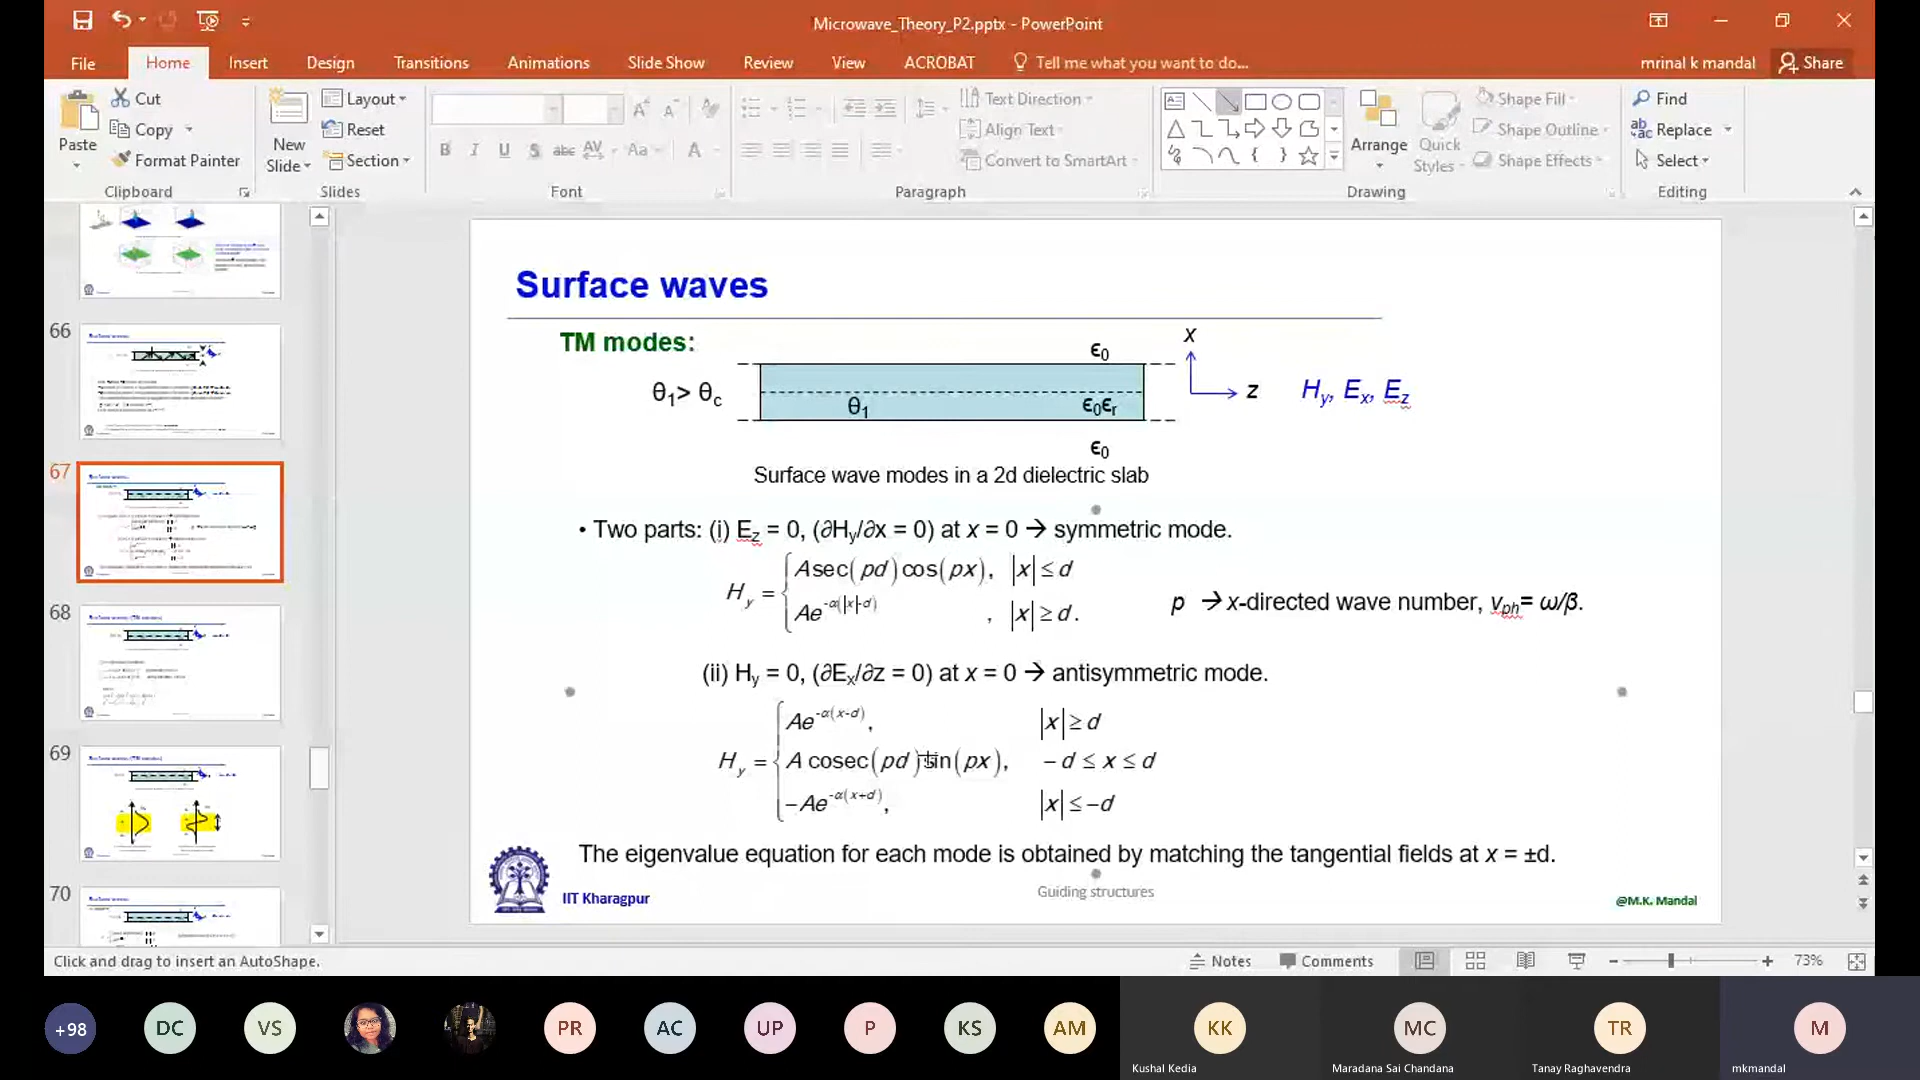 Microwave_Theory_P2.pptx - PowerPoint
File Home Insert Design Transitions Animations Slide Show Review View ACROBAT Tell me what you want to do... mrinal k mandal Share
Paste
Cut
Copy
Format Painter
Clipboard
New Slide
Layout
Reset
Section
Slides
B I U S abc AV Aa A
Font
Text Direction
Align Text
Convert to SmartArt
Paragraph
Arrange
Quick Styles
Shape Fill
Shape Outline
Shape Effects
Drawing
Find
Replace
Select
Editing
66
67
68
69
70
Surface waves
TM modes:
ϵ0
x
z
θ1> θc
θ1
ϵ0ϵr
Hy, Ex, Ez
ϵ0
Surface wave modes in a 2d dielectric slab
• Two parts: (i) Ez = 0, (∂Hy/∂x = 0) at x = 0 → symmetric mode.
Hy = { A sec(pd)cos(px), |x| ≤ d
Ae^-α(|x|-d) , |x| ≥ d.
p → x-directed wave number, vph= ω/β.
(ii) Hy = 0, (∂Ex/∂z = 0) at x = 0 → antisymmetric mode.
Ae^-α(x-d), |x| ≥ d
Hy = { A cosec(pd) sin(px), -d ≤ x ≤ d
-Ae^-α(x+d), |x| ≤ -d
The eigenvalue equation for each mode is obtained by matching the tangential fields at x = ±d.
IIT Kharagpur
Guiding structures
@M.K. Mandal
Click and drag to insert an AutoShape.
Notes Comments 73%
+98 DC VS PR AC UP P KS AM KK MC TR M
Kushal Kedia Maradana Sai Chandana Tanay Raghavendra mkmandal